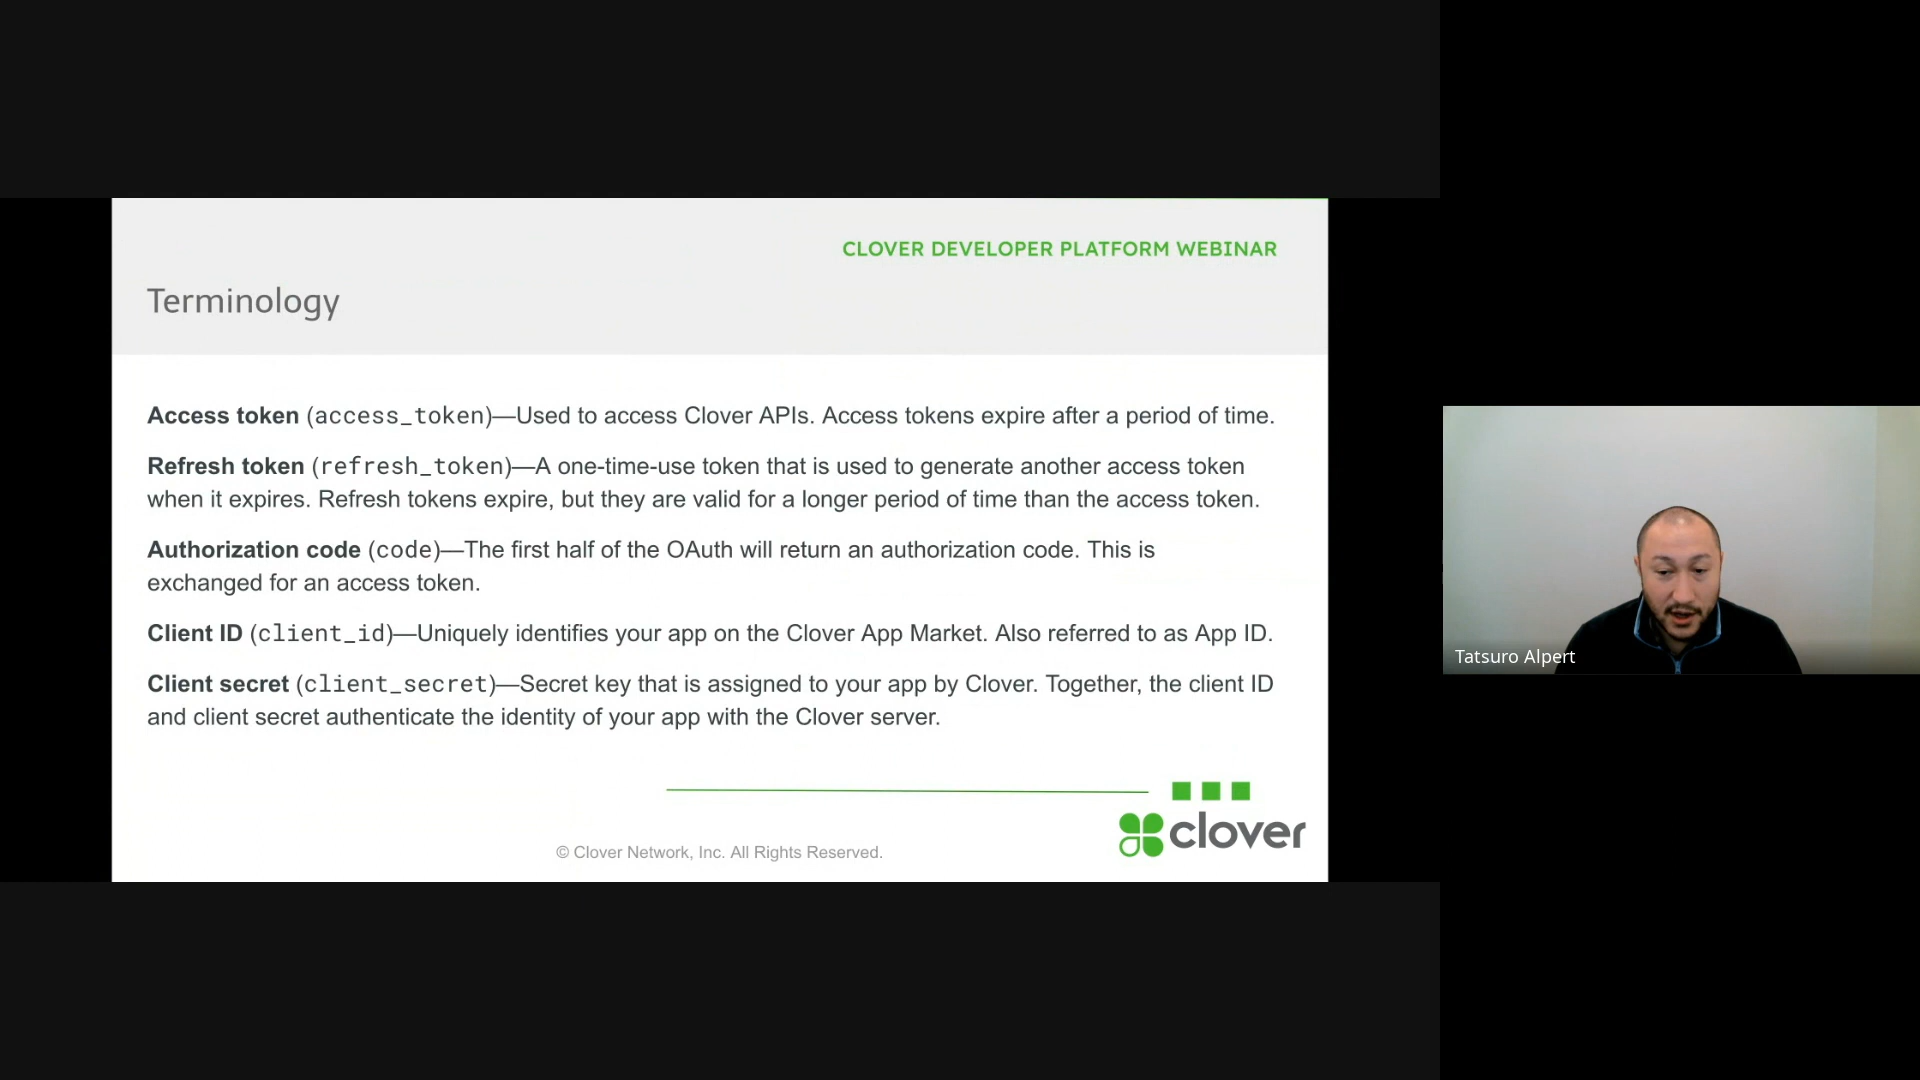 CLOVER DEVELOPER PLATFORM WEBINAR
Terminology
Access token (access_token)—Used to access Clover APIs. Access tokens expire after a period of time.
Refresh token (refresh_token)—A one-time-use token that is used to generate another access token
when it expires. Refresh tokens expire, but they are valid for a longer period of time than the access token.
Authorization code (code)—The first half of the OAuth will return an authorization code. This is
exchanged for an access token.
Client ID (client_id)—Uniquely identifies your app on the Clover App Market. Also referred to as App ID.
Client secret (client_secret)—Secret key that is assigned to your app by Clover. Together, the client ID
and client secret authenticate the identity of your app with the Clover server.
clover
© Clover Network, Inc. All Rights Reserved.
Tatsuro Alpert